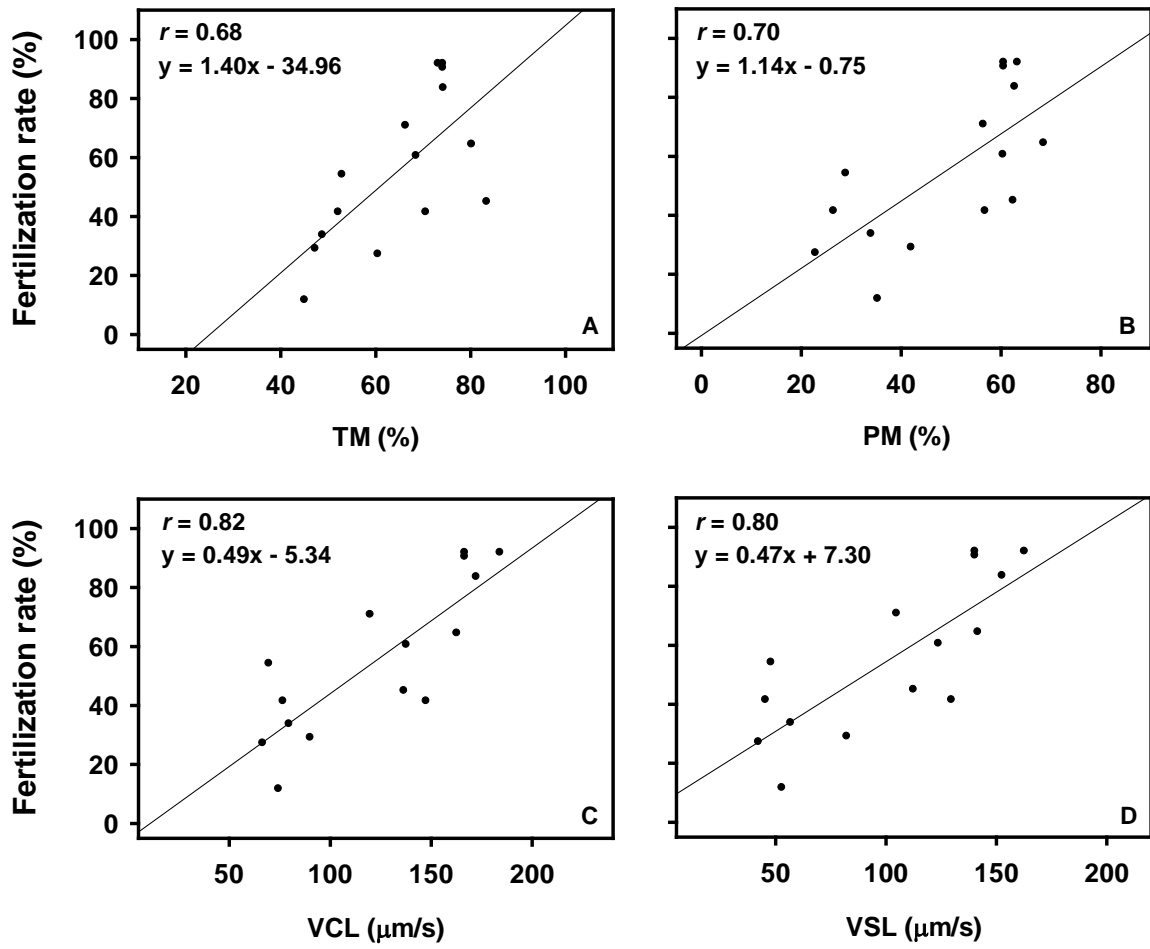 r = 0.68
y = 1.40x - 34.96
Fertilization rate (%)
100
80
60
40
20
0
A
20
40
60
80
100
TM (%)
r = 0.70
y = 1.14x - 0.75
B
0
20
40
60
80
PM (%)
r = 0.82
y = 0.49x - 5.34
Fertilization rate (%)
100
80
60
40
20
0
C
50
100
150
200
VCL (μm/s)
r = 0.80
y = 0.47x + 7.30
D
50
100
150
200
VSL (μm/s)